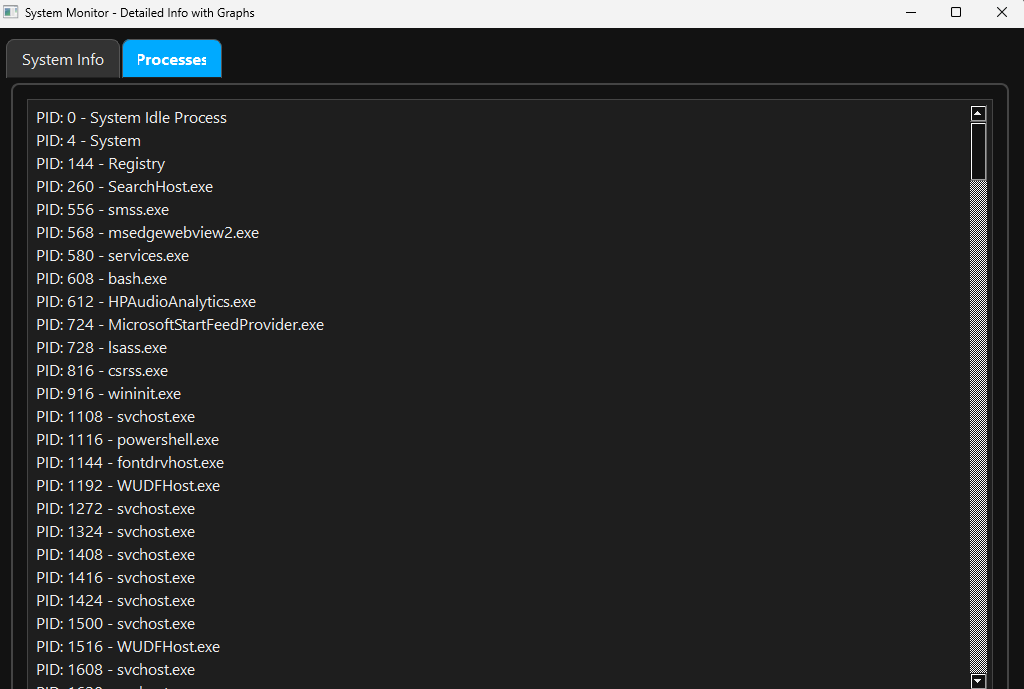 System Monitor - Detailed Info with Graphs
System Info
Processes
PID: 0 - System Idle Process
PID: 4 - System
PID: 144 - Registry
PID: 260 - SearchHost.exe
PID: 556 - smss.exe
PID: 568 - msedgewebview2.exe
PID: 580 - services.exe
PID: 608 - bash.exe
PID: 612 - HPAudioAnalytics.exe
PID: 724 - MicrosoftStartFeedProvider.exe
PID: 728 - lsass.exe
PID: 816 - csrss.exe
PID: 916 - wininit.exe
PID: 1108 - svchost.exe
PID: 1116 - powershell.exe
PID: 1144 - fontdrvhost.exe
PID: 1192 - WUDFHost.exe
PID: 1272 - svchost.exe
PID: 1324 - svchost.exe
PID: 1408 - svchost.exe
PID: 1416 - svchost.exe
PID: 1424 - svchost.exe
PID: 1500 - svchost.exe
PID: 1516 - WUDFHost.exe
PID: 1608 - svchost.exe